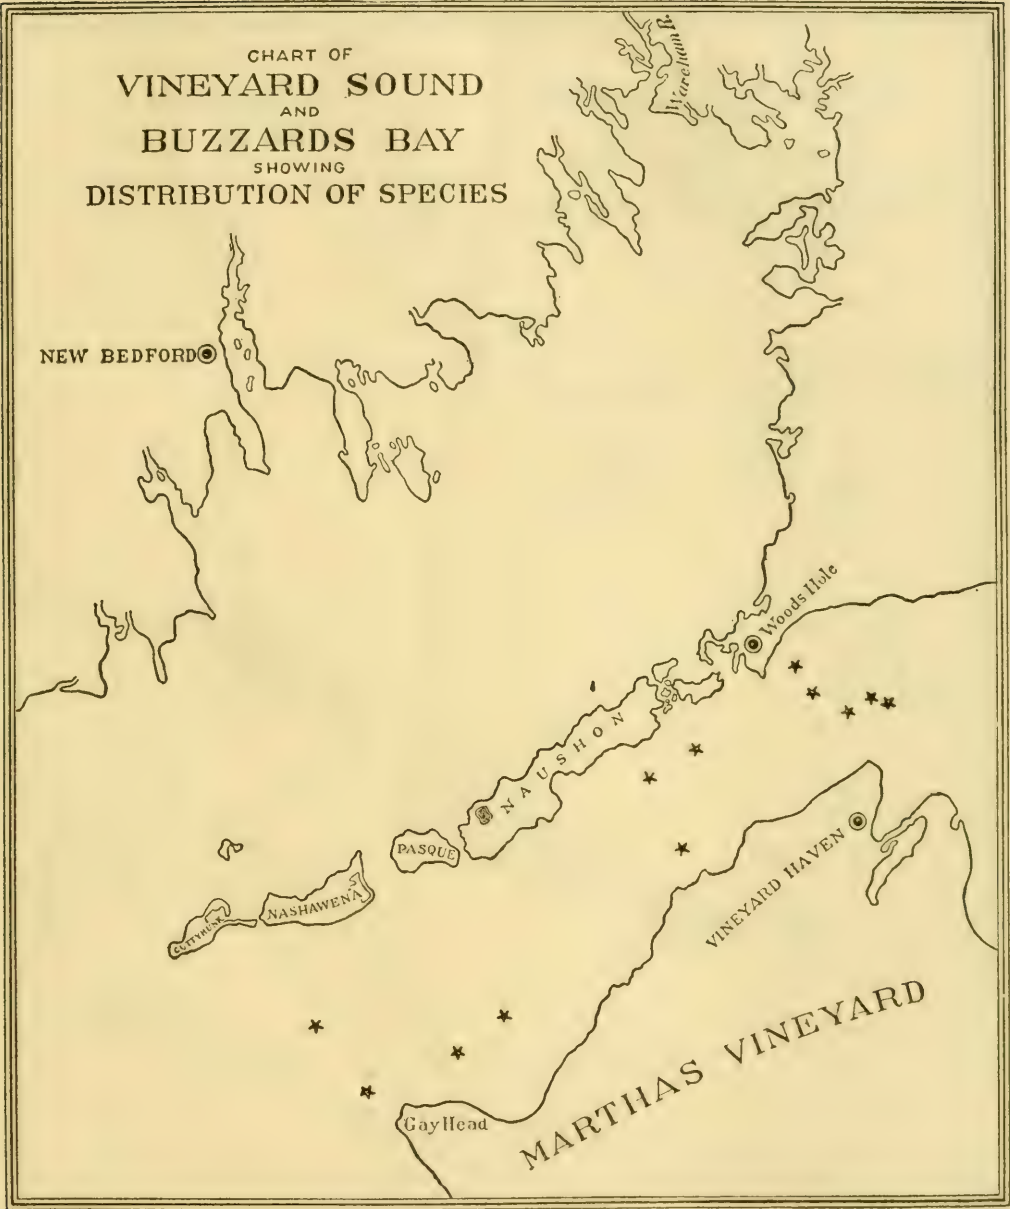 CHART OF
VINEYARD SOUND
AND
BUZZARDS BAY
SHOWING
DISTRIBUTION OF SPECIES
Wareham R.
NEW BEDFORD
Woods Hole
NAUSHON
PASQUE
NASHAWENA
CUTTYHUNK
VINEYARD HAVEN
MARTHAS VINEYARD
Gay Head